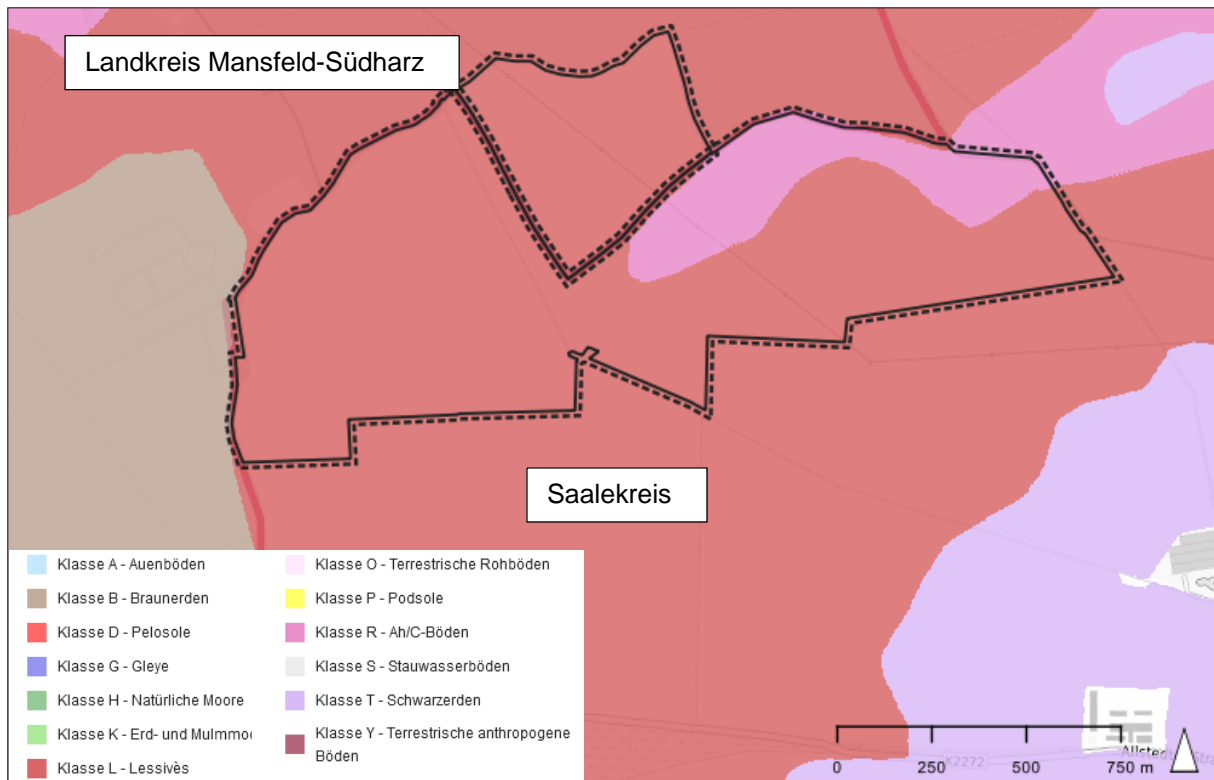 Landkreis Mansfeld-Südharz
Saalekreis
Klasse A - Auenböden
Klasse B - Braunerden
Klasse D - Pelosole
Klasse G - Gleye
Klasse H - Natürliche Moore
Klasse K - Erd- und Mulmmo
Klasse L - Lessivès
Klasse O - Terrestrische Rohböden
Klasse P - Podsole
Klasse R - Ah/C-Böden
Klasse S - Stauwasserböden
Klasse T - Schwarzerden
Klasse Y - Terrestrische anthropogene
Böden
0 250 500 750 m
K2272